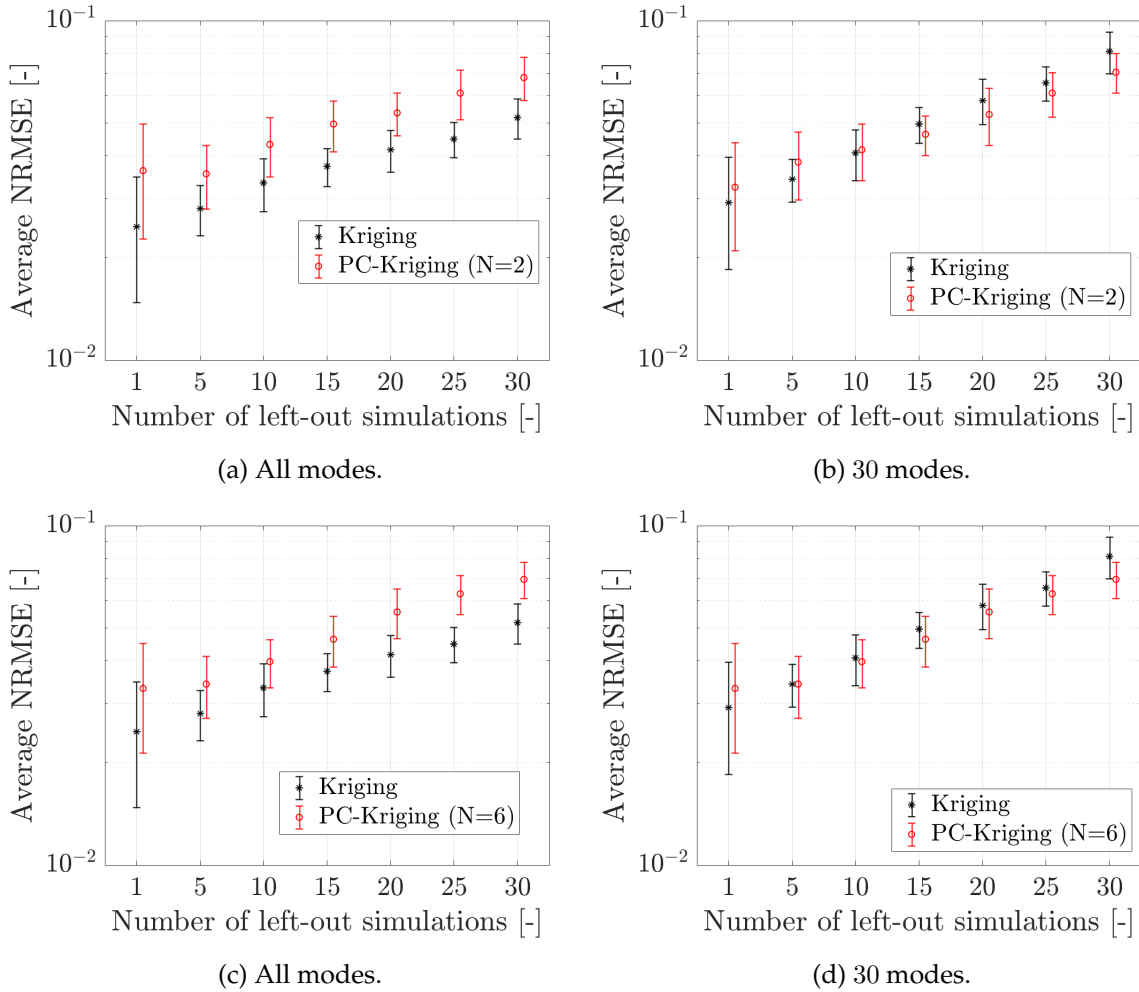 10⁻¹
10⁻²
Average NRMSE [-]
Kriging
PC-Kriging (N=2)
1 5 10 15 20 25 30
Number of left-out simulations [-]
(a) All modes.
10⁻¹
10⁻²
Average NRMSE [-]
Kriging
PC-Kriging (N=2)
1 5 10 15 20 25 30
Number of left-out simulations [-]
(b) 30 modes.
10⁻¹
10⁻²
Average NRMSE [-]
Kriging
PC-Kriging (N=6)
1 5 10 15 20 25 30
Number of left-out simulations [-]
(c) All modes.
10⁻¹
10⁻²
Average NRMSE [-]
Kriging
PC-Kriging (N=6)
1 5 10 15 20 25 30
Number of left-out simulations [-]
(d) 30 modes.